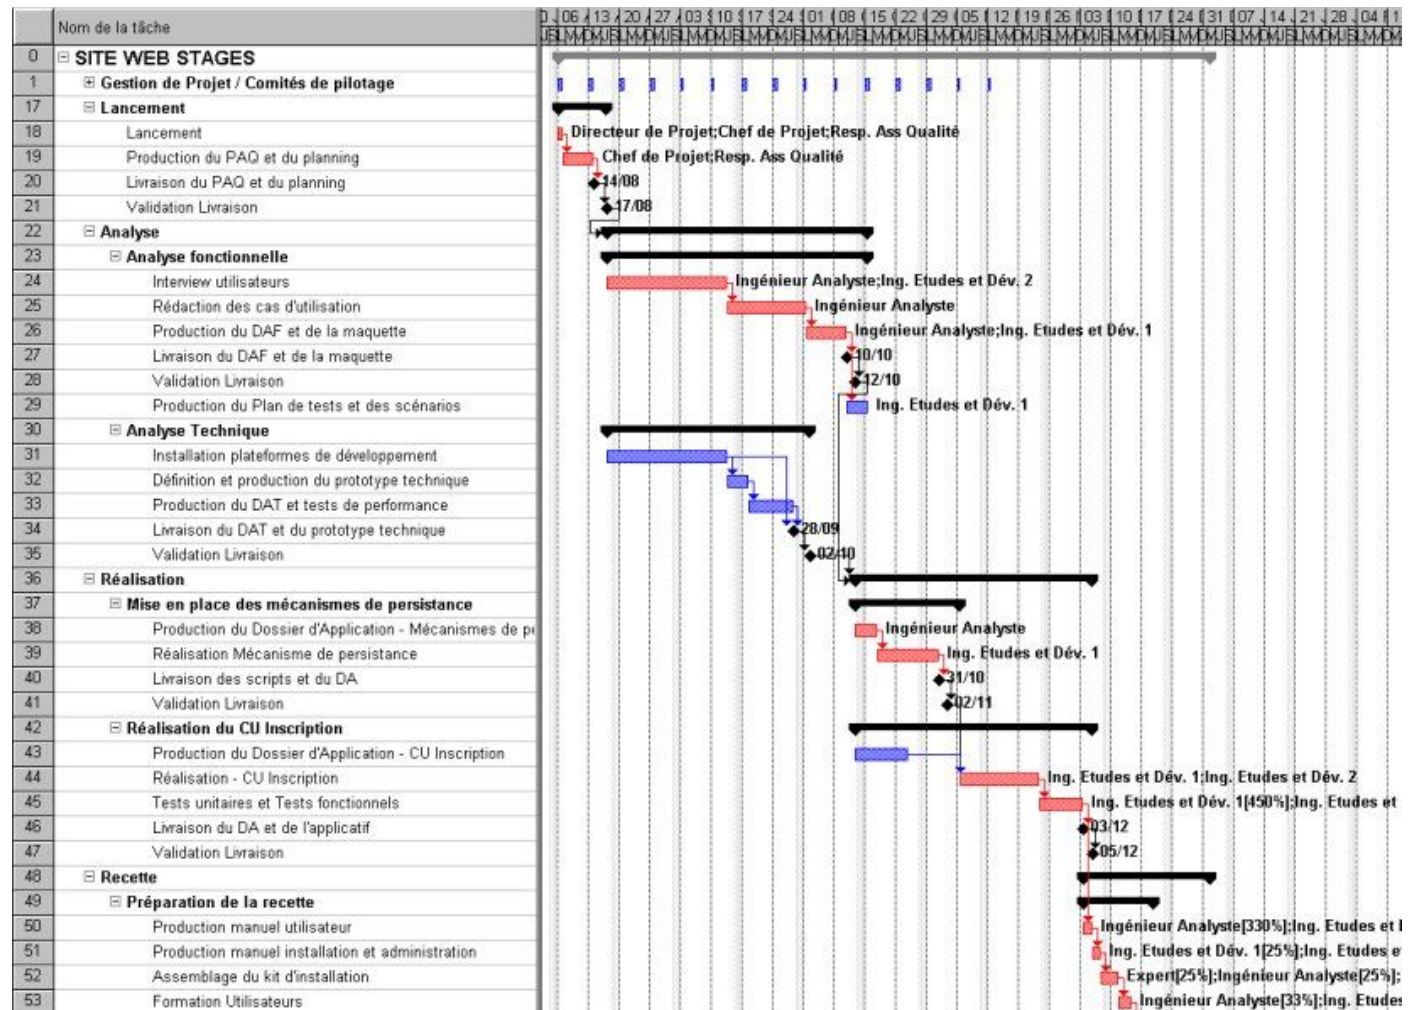 Nom de la tâche
06 A 13 A 20 A 27 A 03 S 10 S 17 S 24 S 01 08 15 22 29 05 12 19 26 03 10 17 24 31 07 14 21 28 04
0 SITE WEB STAGES
1 Gestion de Projet / Comités de pilotage
17 Lancement
18 Lancement Directeur de Projet;Chef de Projet;Resp. Ass Qualité
19 Production du PAQ et du planning Chef de Projet;Resp. Ass Qualité
20 Livraison du PAQ et du planning 14/08
21 Validation Livraison 17/08
22 Analyse
23 Analyse fonctionnelle
24 Interview utilisateurs Ingénieur Analyste;Ing. Etudes et Dév. 2
25 Rédaction des cas d'utilisation Ingénieur Analyste
26 Production du DAF et de la maquette Ingénieur Analyste;Ing. Etudes et Dév. 1
27 Livraison du DAF et de la maquette 10/10
28 Validation Livraison 12/10
29 Production du Plan de tests et des scénarios Ing. Etudes et Dév. 1
30 Analyse Technique
31 Installation plateformes de développement
32 Définition et production du prototype technique
33 Production du DAT et tests de performance
34 Livraison du DAT et du prototype technique 28/09
35 Validation Livraison 02/10
36 Réalisation
37 Mise en place des mécanismes de persistance
38 Production du Dossier d'Application - Mécanismes de pe Ingénieur Analyste
39 Réalisation Mécanisme de persistance Ing. Etudes et Dév. 1
40 Livraison des scripts et du DA 31/10
41 Validation Livraison 02/11
42 Réalisation du CU Inscription
43 Production du Dossier d'Application - CU Inscription
44 Réalisation - CU Inscription Ing. Etudes et Dév. 1;Ing. Etudes et Dév. 2
45 Tests unitaires et Tests fonctionnels Ing. Etudes et Dév. 1[450%];Ing. Etudes et
46 Livraison du DA et de l'applicatif 03/12
47 Validation Livraison 05/12
48 Recette
49 Préparation de la recette
50 Production manuel utilisateur Ingénieur Analyste[330%];Ing. Etudes et
51 Production manuel installation et administration Ing. Etudes et Dév. 1[25%];Ing. Etudes e
52 Assemblage du kit d'installation Expert[25%];Ingénieur Analyste[25%];
53 Formation Utilisateurs Ingénieur Analyste[33%];Ing. Etudes